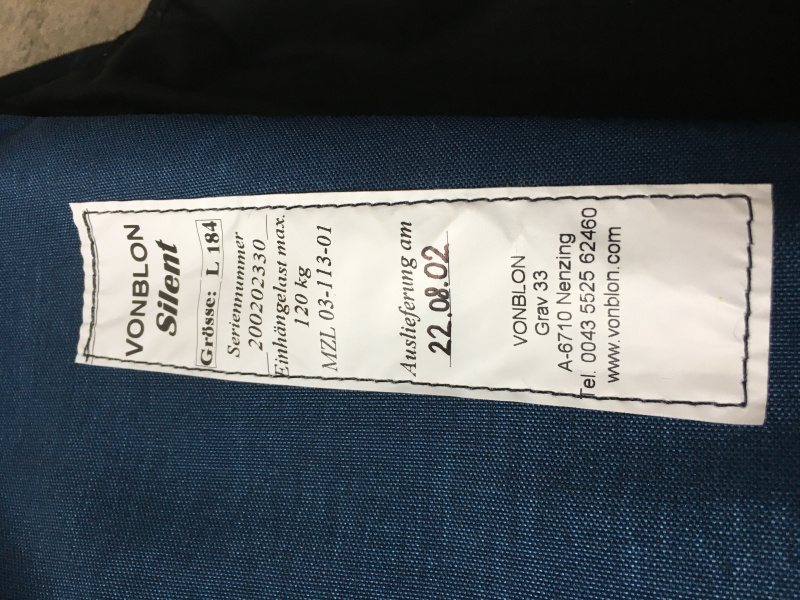 VONBLON
Silent
Grösse: L 184
Seriennummer
200202330
Einhängelast max.
120 kg
MZL 03-113-01
Auslieferung am
22.08.02
VONBLON
Grav 33
A-6710 Nenzing
Tel. 0043 5525 62460
www.vonblon.com